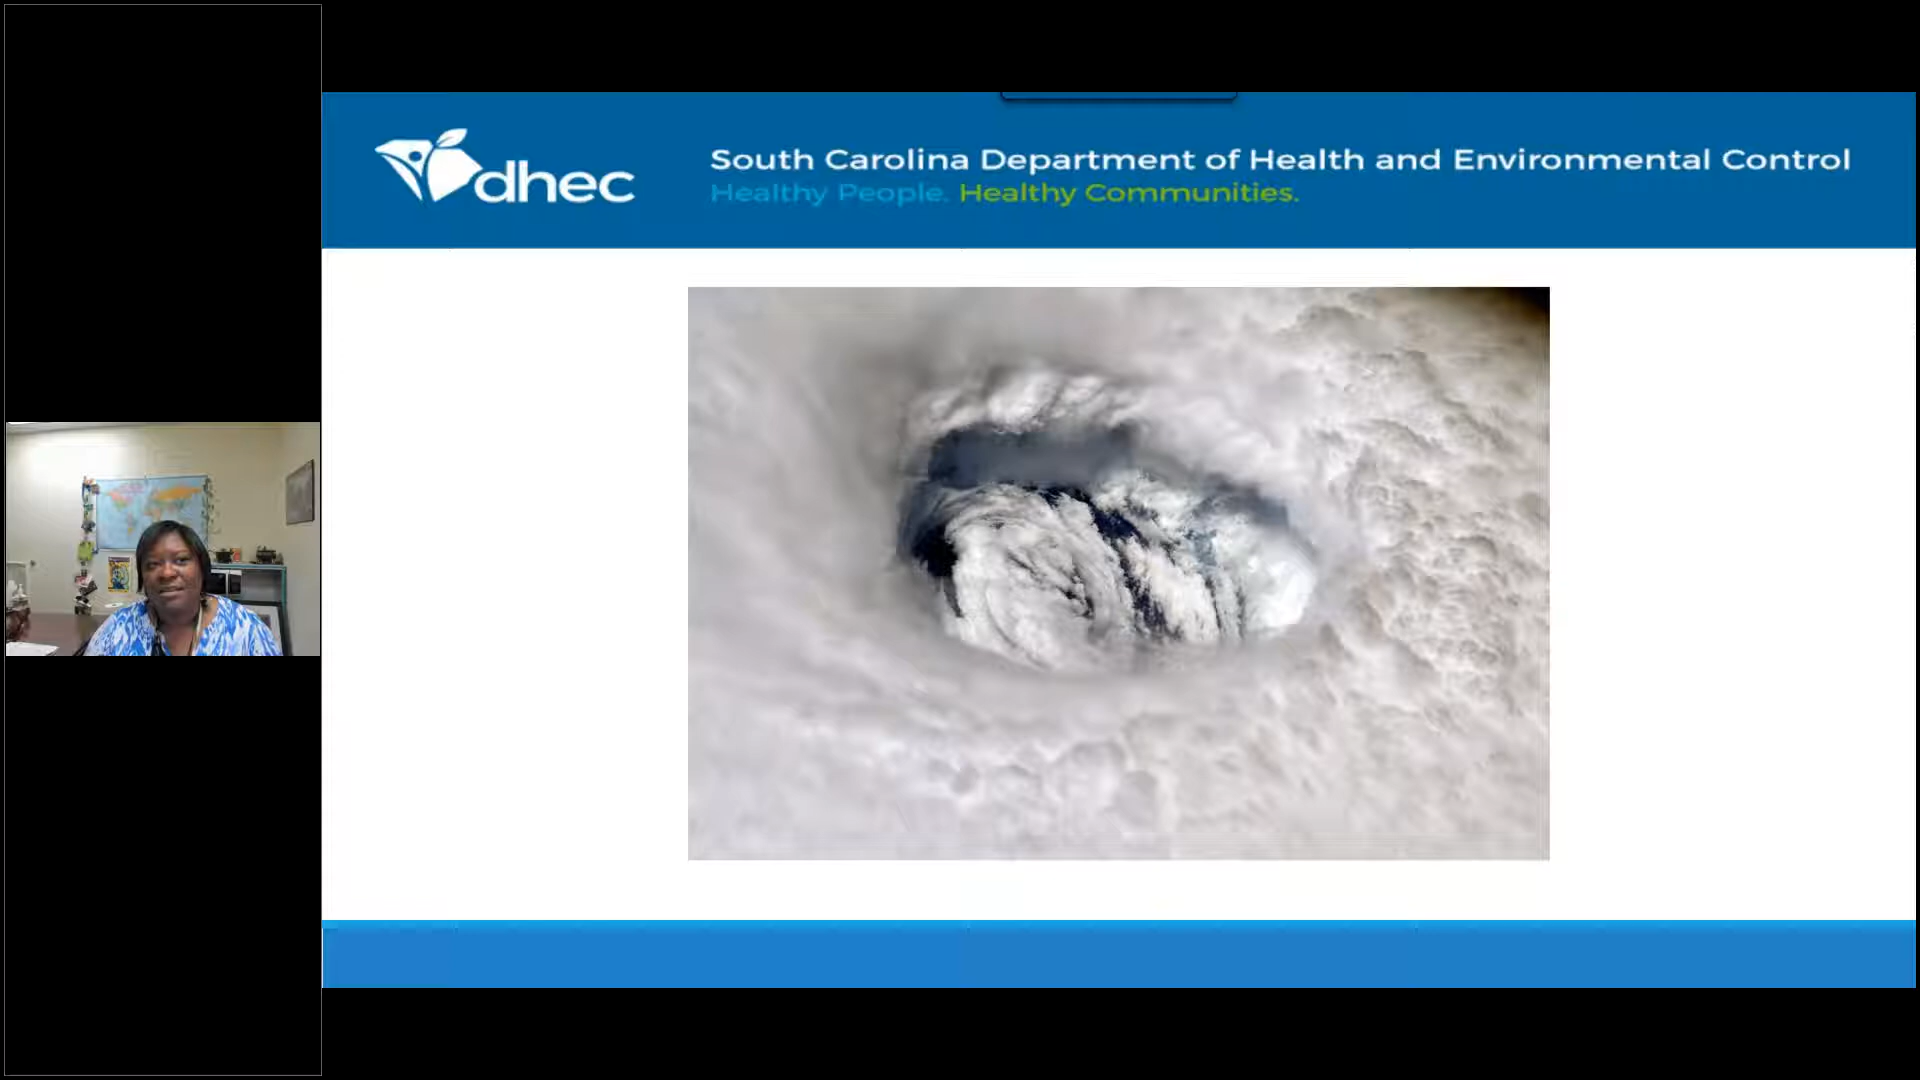 dhec
South Carolina Department of Health and Environmental Control
Healthy People. Healthy Communities.